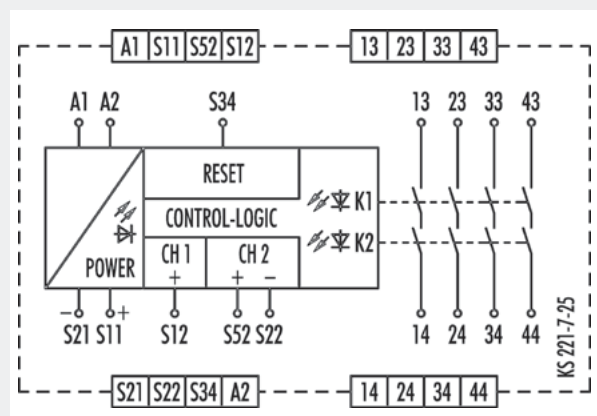 A1 S11 S52 S12 13 23 33 43
A1 A2 S34 13 23 33 43
RESET
K1
CONTROL-LOGIC
K2
POWER CH 1 CH 2
+ + −
− +
S21 S11 S12 S52 S22 14 24 34 44
KS 221-7-25
S21 S22 S34 A2 14 24 34 44